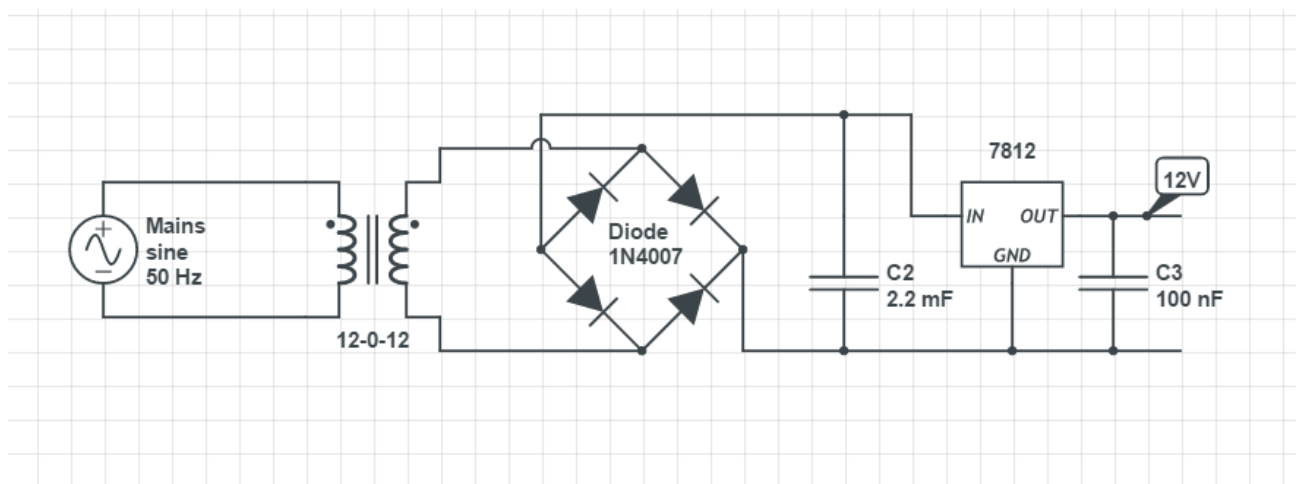 +
Mains
sine
50 Hz
−
12-0-12
Diode
1N4007
7812
IN OUT
GND
12V
C2
2.2 mF
C3
100 nF